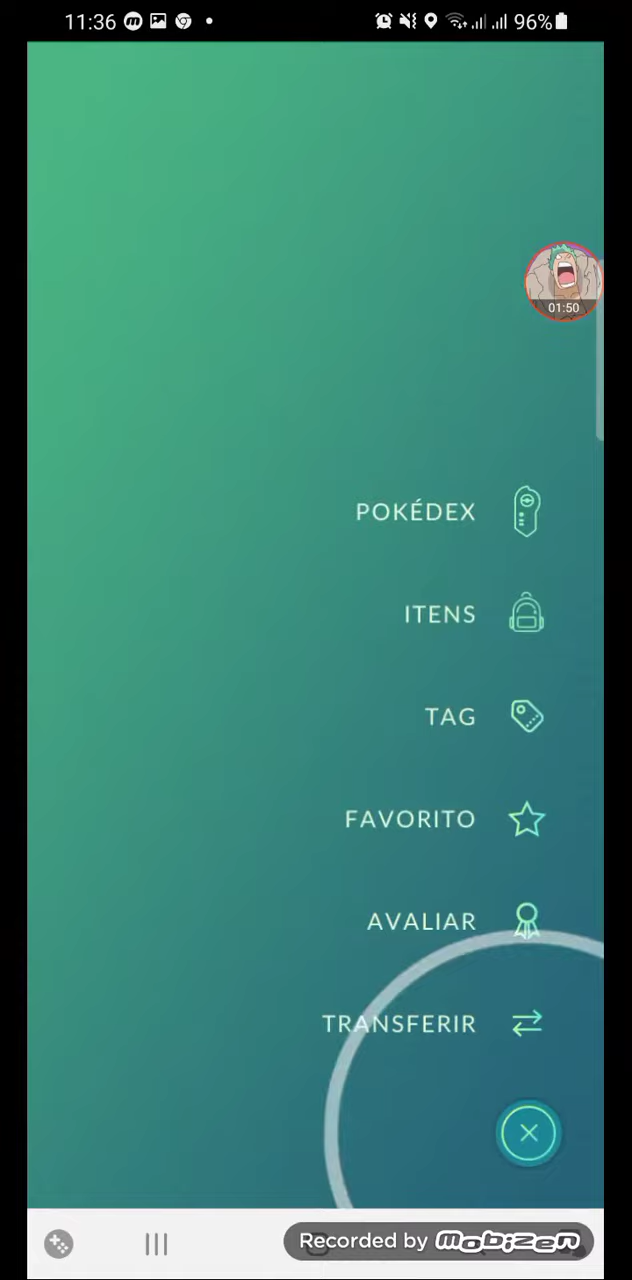 11:36
96%
01:50
POKÉDEX
ITENS
TAG
FAVORITO
AVALIAR
TRANSFERIR
Recorded by mobizen